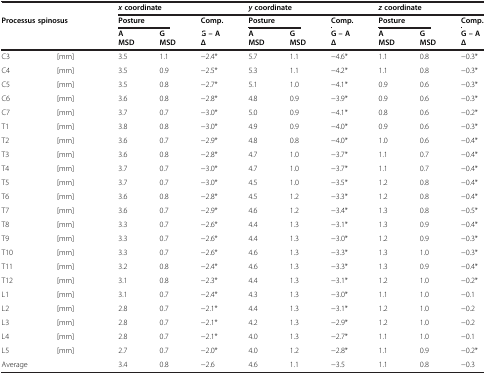 x coordinate y coordinate z coordinate
Processus spinosus Posture Comp. Posture Comp. Posture Comp.
A G G – A A G G – A A G G – A
MSD MSD Δ MSD MSD Δ MSD MSD Δ
C3 [mm] 3.5 1.1 −2.4* 5.7 1.1 −4.6* 1.1 0.8 −0.3*
C4 [mm] 3.5 0.9 −2.5* 5.3 1.1 −4.2* 1.1 0.8 −0.3*
C5 [mm] 3.5 0.8 −2.7* 5.1 1.0 −4.1* 0.9 0.6 −0.3*
C6 [mm] 3.6 0.8 −2.8* 4.8 0.9 −3.9* 0.9 0.6 −0.3*
C7 [mm] 3.7 0.7 −3.0* 5.0 0.9 −4.1* 0.8 0.6 −0.2*
T1 [mm] 3.8 0.8 −3.0* 4.9 0.9 −4.0* 0.9 0.6 −0.3*
T2 [mm] 3.6 0.7 −2.9* 4.8 0.8 −4.0* 1.0 0.6 −0.4*
T3 [mm] 3.6 0.8 −2.8* 4.7 1.0 −3.7* 1.1 0.7 −0.4*
T4 [mm] 3.7 0.7 −3.0* 4.7 1.0 −3.7* 1.1 0.7 −0.4*
T5 [mm] 3.7 0.7 −3.0* 4.5 1.0 −3.5* 1.2 0.8 −0.4*
T6 [mm] 3.6 0.8 −2.8* 4.5 1.2 −3.3* 1.2 0.8 −0.4*
T7 [mm] 3.6 0.7 −2.9* 4.6 1.2 −3.4* 1.3 0.8 −0.5*
T8 [mm] 3.3 0.7 −2.6* 4.4 1.3 −3.1* 1.3 0.9 −0.4*
T9 [mm] 3.3 0.7 −2.6* 4.4 1.3 −3.0* 1.2 0.9 −0.3*
T10 [mm] 3.3 0.7 −2.6* 4.6 1.3 −3.3* 1.3 1.0 −0.3*
T11 [mm] 3.2 0.8 −2.4* 4.6 1.3 −3.3* 1.3 0.9 −0.4*
T12 [mm] 3.1 0.8 −2.3* 4.4 1.3 −3.1* 1.2 1.0 −0.2*
L1 [mm] 3.1 0.7 −2.4* 4.3 1.3 −3.0* 1.1 1.0 −0.1
L2 [mm] 2.8 0.7 −2.1* 4.4 1.3 −3.1* 1.2 1.0 −0.2
L3 [mm] 2.8 0.7 −2.1* 4.2 1.3 −2.9* 1.2 1.0 −0.2
L4 [mm] 2.8 0.7 −2.1* 4.0 1.3 −2.7* 1.1 1.0 −0.1
L5 [mm] 2.7 0.7 −2.0* 4.0 1.2 −2.8* 1.1 0.9 −0.2*
Average 3.4 0.8 −2.6 4.6 1.1 −3.5 1.1 0.8 −0.3